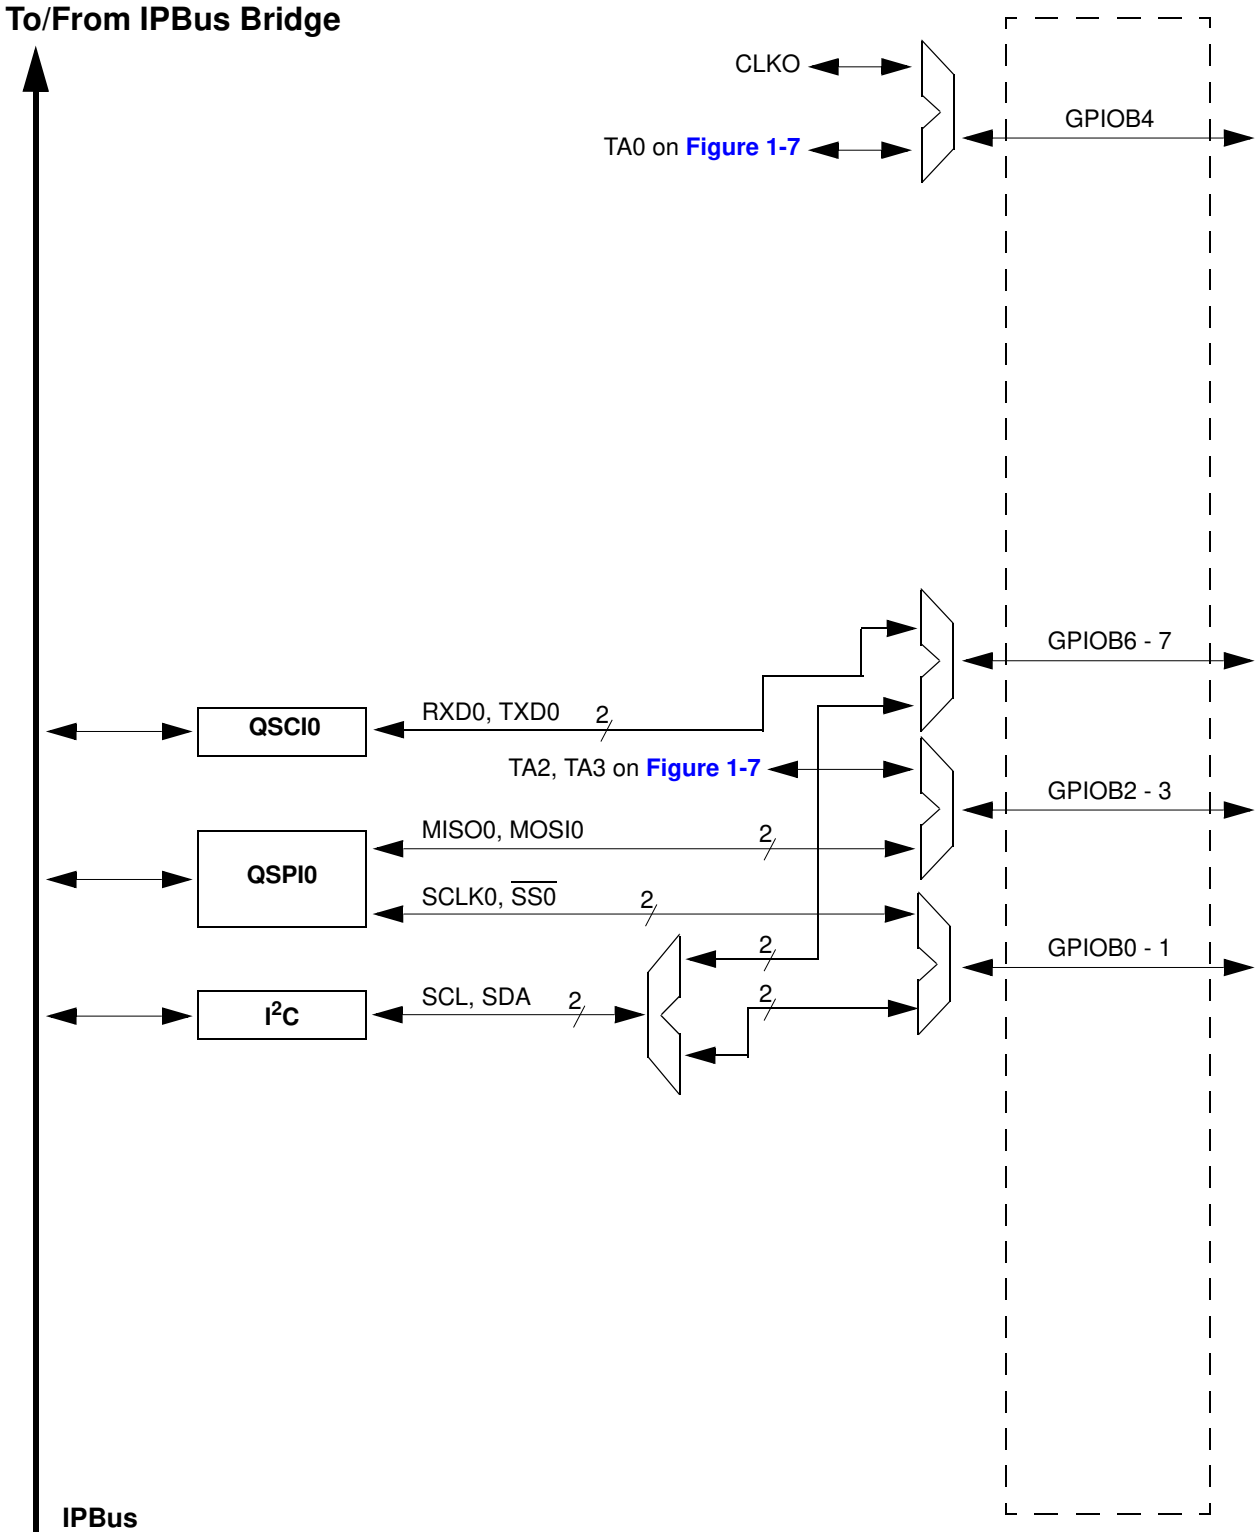 To/From IPBus Bridge
CLKO
GPIOB4
TA0 on Figure 1-7
GPIOB6 - 7
RXD0, TXD0
2
QSCI0
TA2, TA3 on Figure 1-7
GPIOB2 - 3
MISO0, MOSI0
2
QSPI0
SCLK0, S̅S̅0̅
2
2
GPIOB0 - 1
SCL, SDA
2
2
I²C
IPBus